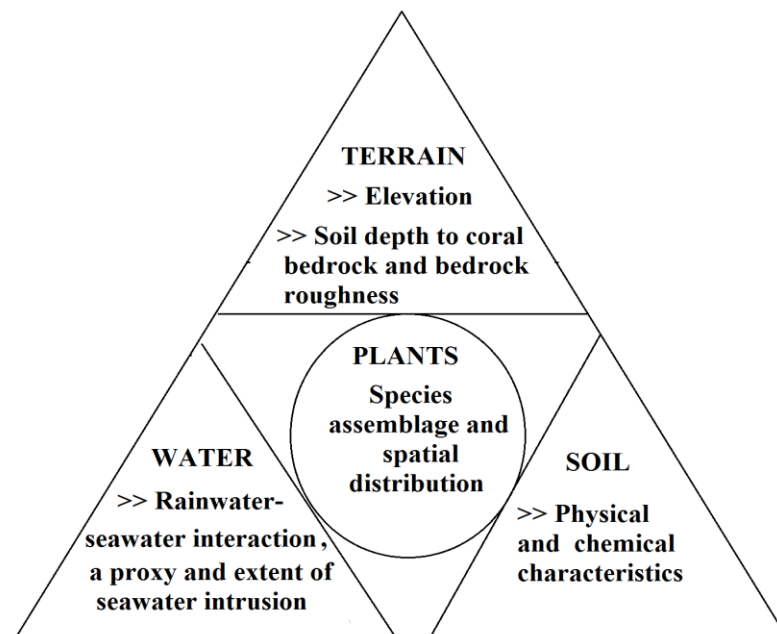 TERRAIN
>> Elevation
>> Soil depth to coral
bedrock and bedrock
roughness
PLANTS
Species
assemblage and
spatial
distribution
WATER
>> Rainwater-
seawater interaction,
a proxy and extent of
seawater intrusion
SOIL
>> Physical
and chemical
characteristics